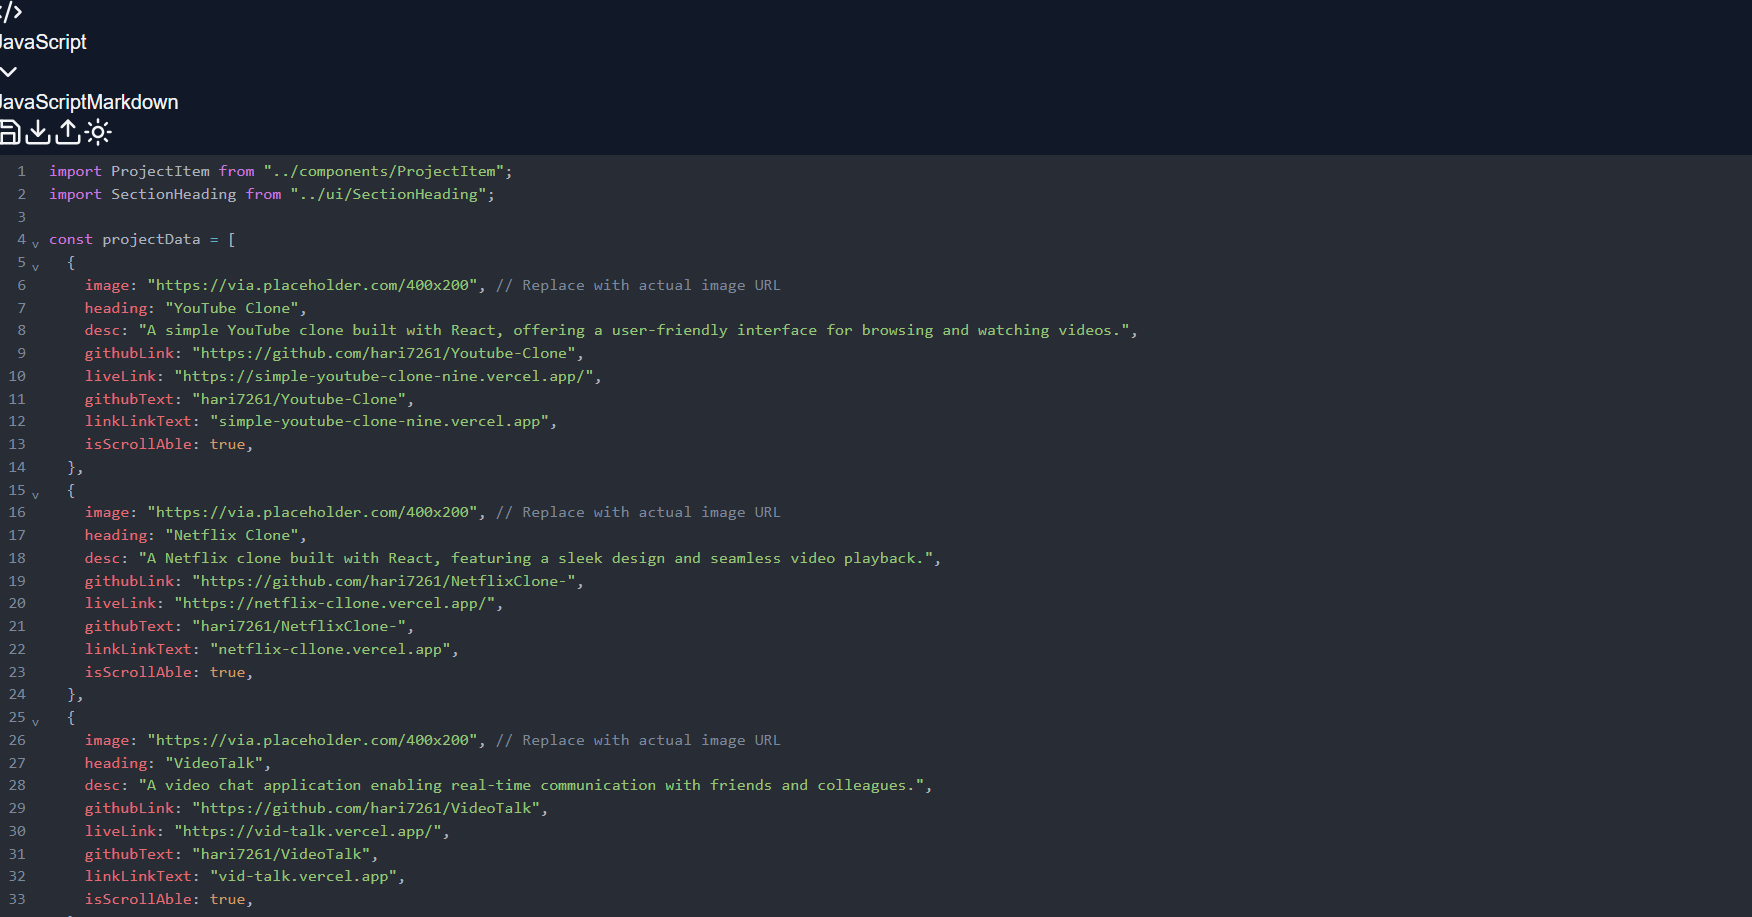 </>
JavaScript
JavaScriptMarkdown
1 import ProjectItem from "../components/ProjectItem";
2 import SectionHeading from "../ui/SectionHeading";
3
4 const projectData = [
5 {
6 image: "https://via.placeholder.com/400x200", // Replace with actual image URL
7 heading: "YouTube Clone",
8 desc: "A simple YouTube clone built with React, offering a user-friendly interface for browsing and watching videos.",
9 githubLink: "https://github.com/hari7261/Youtube-Clone",
10 liveLink: "https://simple-youtube-clone-nine.vercel.app/",
11 githubText: "hari7261/Youtube-Clone",
12 linkLinkText: "simple-youtube-clone-nine.vercel.app",
13 isScrollAble: true,
14 },
15 {
16 image: "https://via.placeholder.com/400x200", // Replace with actual image URL
17 heading: "Netflix Clone",
18 desc: "A Netflix clone built with React, featuring a sleek design and seamless video playback.",
19 githubLink: "https://github.com/hari7261/NetflixClone-",
20 liveLink: "https://netflix-cllone.vercel.app/",
21 githubText: "hari7261/NetflixClone-",
22 linkLinkText: "netflix-cllone.vercel.app",
23 isScrollAble: true,
24 },
25 {
26 image: "https://via.placeholder.com/400x200", // Replace with actual image URL
27 heading: "VideoTalk",
28 desc: "A video chat application enabling real-time communication with friends and colleagues.",
29 githubLink: "https://github.com/hari7261/VideoTalk",
30 liveLink: "https://vid-talk.vercel.app/",
31 githubText: "hari7261/VideoTalk",
32 linkLinkText: "vid-talk.vercel.app",
33 isScrollAble: true,